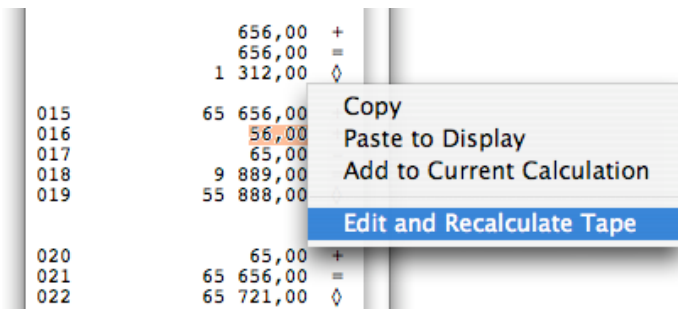 656,00 +
656,00 =
1 312,00 ◊
015 65 656,00
016 56,00
017 65,00
018 9 889,00
019 55 888,00
Copy
Paste to Display
Add to Current Calculation
Edit and Recalculate Tape
020 65,00 +
021 65 656,00 =
022 65 721,00 ◊